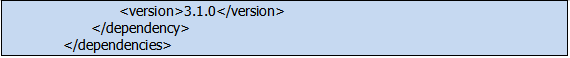 <version>3.1.0</version>
</dependency>
</dependencies>